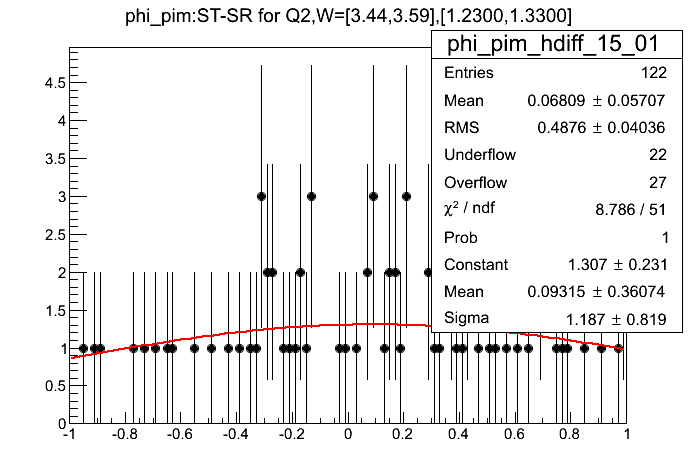 phi_pim:ST-SR for Q2,W=[3.44,3.59],[1.2300,1.3300]
phi_pim_hdiff_15_01
Entries 122
Mean 0.06809 ± 0.05707
RMS 0.4876 ± 0.04036
Underflow 22
Overflow 27
χ² / ndf 8.786 / 51
Prob 1
Constant 1.307 ± 0.231
Mean 0.09315 ± 0.36074
Sigma 1.187 ± 0.819
4.5
4
3.5
3
2.5
2
1.5
1
0.5
0
-1 -0.8 -0.6 -0.4 -0.2 0 0.2 0.4 0.6 0.8 1